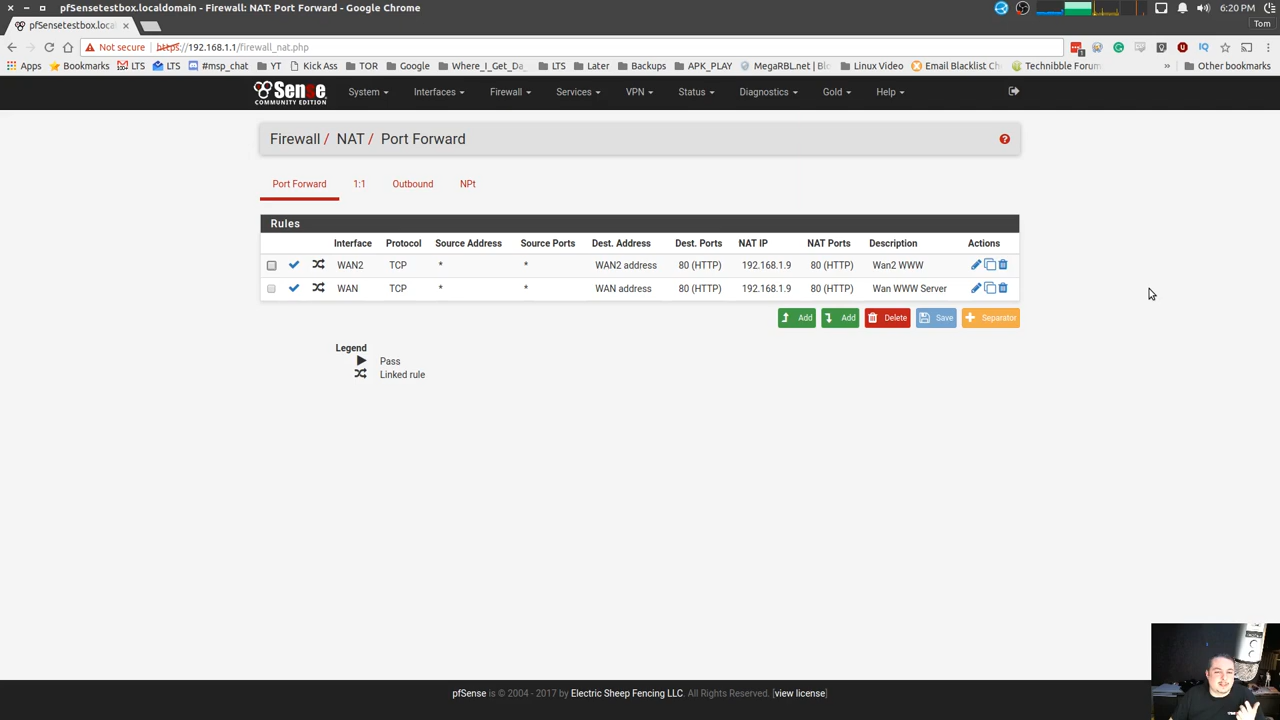 pfSensetestbox.localdomain - Firewall: NAT: Port Forward - Google Chrome
6:20 PM
pfSensetestbox.loca
Tom
Not secure https://192.168.1.1/firewall_nat.php
Apps Bookmarks LTS LTS #msp_chat YT Kick Ass TOR Google Where_I_Get_Da LTS Later Backups APK_PLAY MegaRBL.net | Blo Linux Video Email Blacklist C Technibble Forum » Other bookmarks
Sense
COMMUNITY EDITION
System Interfaces Firewall Services VPN Status Diagnostics Gold Help
Firewall / NAT / Port Forward
Port Forward 1:1 Outbound NPt
Rules
Interface Protocol Source Address Source Ports Dest. Address Dest. Ports NAT IP NAT Ports Description Actions
WAN2 TCP * * WAN2 address 80 (HTTP) 192.168.1.9 80 (HTTP) Wan2 WWW
WAN TCP * * WAN address 80 (HTTP) 192.168.1.9 80 (HTTP) Wan WWW Server
Add Add Delete Save Separator
Legend
Pass
Linked rule
pfSense is © 2004 - 2017 by Electric Sheep Fencing LLC. All Rights Reserved. [view license]